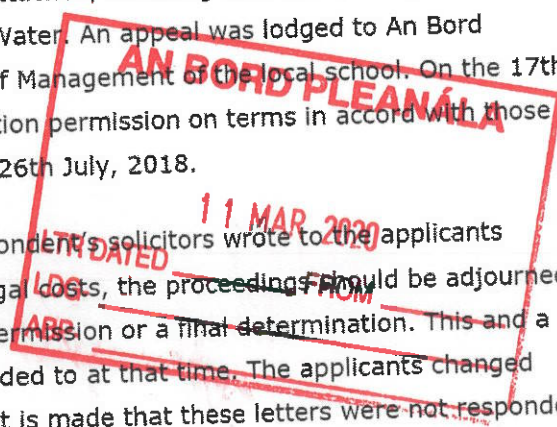 Water. An appeal was lodged to An Bord
f Management of the local school. On the 17th
AN BORD PLEANÁLA
tion permission on terms in accord with those
26th July, 2018.
11 MAR 2020
ondent's solicitors wrote to the applicants
LTR DATED FROM
gal costs, the proceedings should be adjourned
LDG-
ermission or a final determination. This and a
ABP-
ded to at that time. The applicants changed
t is made that these letters were not responde